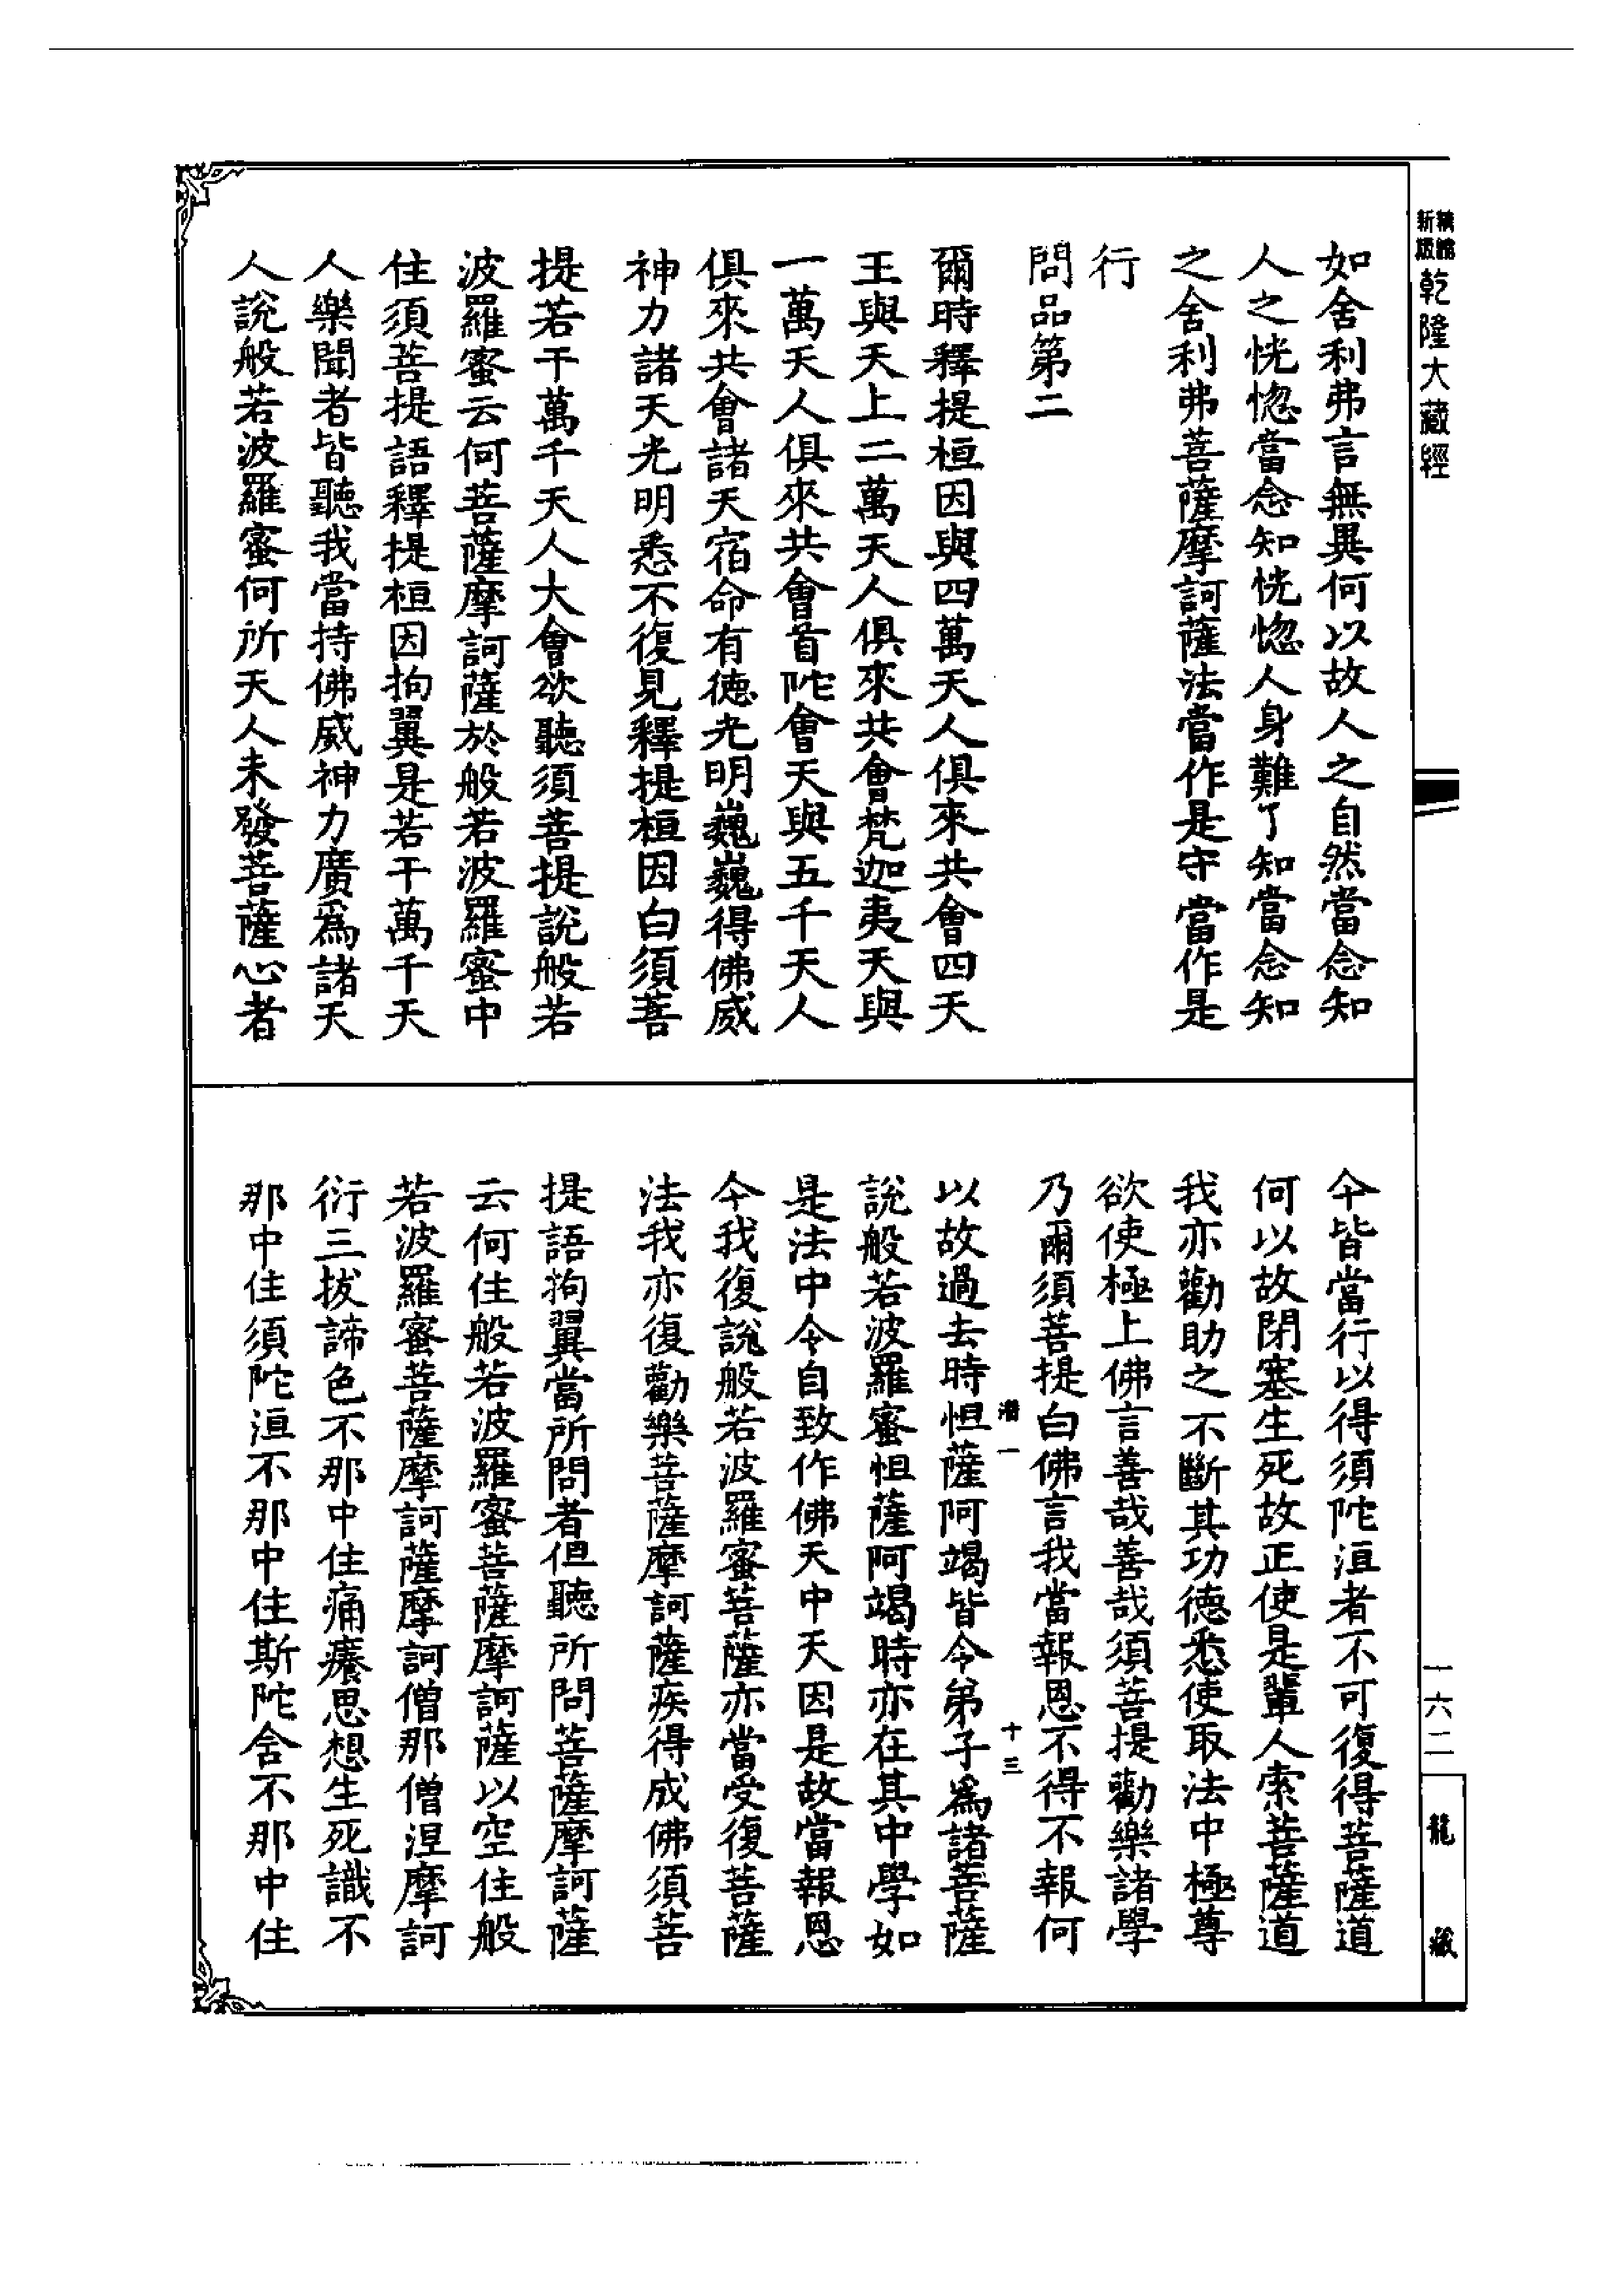 新版 精縮 乾隆大藏經
如舍利弗言無異何以故人之自然當念知
人之恍惚當念知恍惚人身難了知當念知
之舍利弗菩薩摩訶薩法當作是守當作是
行
問品第二
爾時釋提桓因與四萬天人俱來共會四天
王與天上二萬天人俱來共會梵迦夷天與
一萬天人俱來共會首陀會天與五千天人
俱來共會諸天宿命有德光明巍巍得佛威
神力諸天光明悉不復見釋提桓因白須菩
提若干萬千天人大會欲聽須菩提說般若
波羅蜜云何菩薩摩訶薩於般若波羅蜜中
住須菩提語釋提桓因拘翼是若干萬千天
人樂聞者皆聽我當持佛威神力廣爲諸天
人說般若波羅蜜何所天人未發菩薩心者
今皆當行以得須陀洹者不可復得菩薩道
何以故閉塞生死故正使是輩人索菩薩道
我亦勸助之不斷其功德悉使取法中極尊
欲使極上佛言善哉善哉須菩提勸樂諸學
乃爾須菩提白佛言我當報恩不得不報何
潛一 十三
以故過去時怛薩阿竭皆令弟子爲諸菩薩
說般若波羅蜜怛薩阿竭時亦在其中學如
是法中令自致作佛天中天因是故當報恩
今我復說般若波羅蜜菩薩亦當受復菩薩
法我亦復勸樂菩薩摩訶薩疾得成佛須菩
提語拘翼當所問者但聽所問菩薩摩訶薩
云何住般若波羅蜜菩薩摩訶薩以空住般
若波羅蜜菩薩摩訶薩摩訶僧那僧涅摩訶
衍三拔諦色不那中住痛癢思想生死識不
那中住須陀洹不那中住斯陀含不那中住
一六二
龍藏